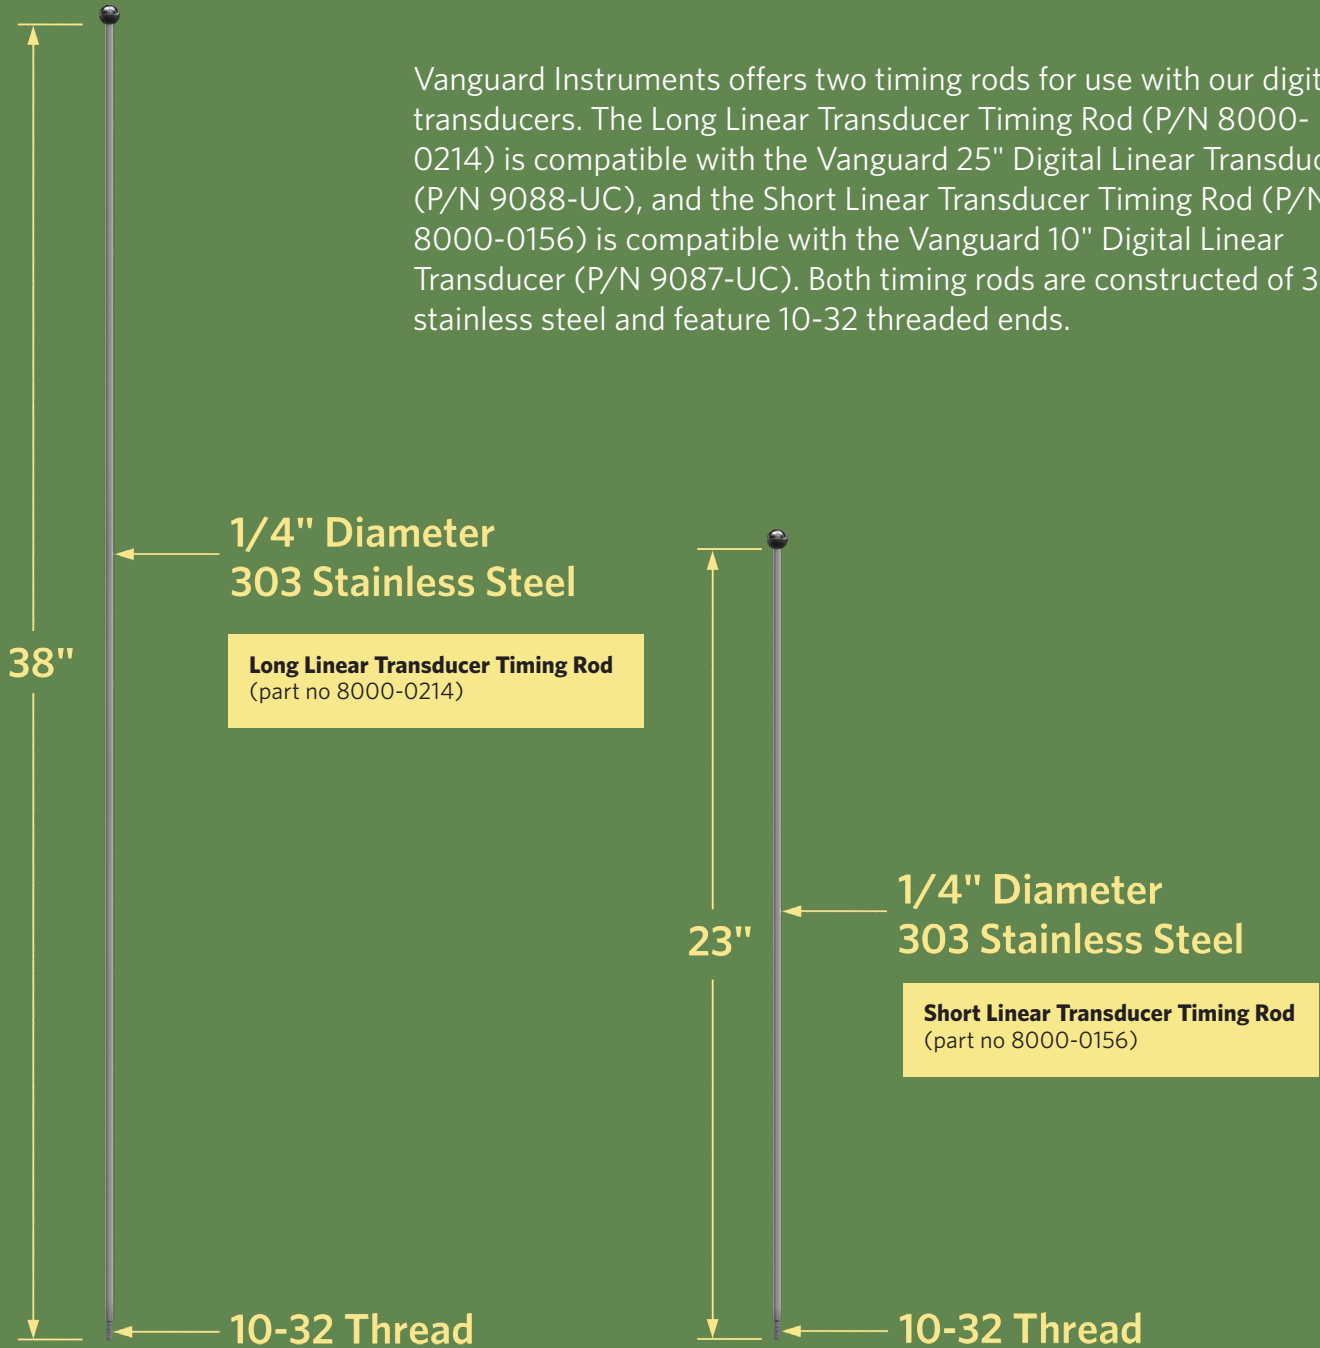 Vanguard Instruments offers two timing rods for use with our
transducers. The Long Linear Transducer Timing Rod (P/N 8000-
0214) is compatible with the Vanguard 25" Digital Linear
(P/N 9088-UC), and the Short Linear Transducer Timing Rod (P/N
8000-0156) is compatible with the Vanguard 10" Digital Linear
Transducer (P/N 9087-UC). Both timing rods are constructed of
stainless steel and feature 10-32 threaded ends.
1/4" Diameter
303 Stainless Steel
38"
Long Linear Transducer Timing Rod
(part no 8000-0214)
10-32 Thread
1/4" Diameter
303 Stainless Steel
23"
Short Linear Transducer Timing Rod
(part no 8000-0156)
10-32 Thread